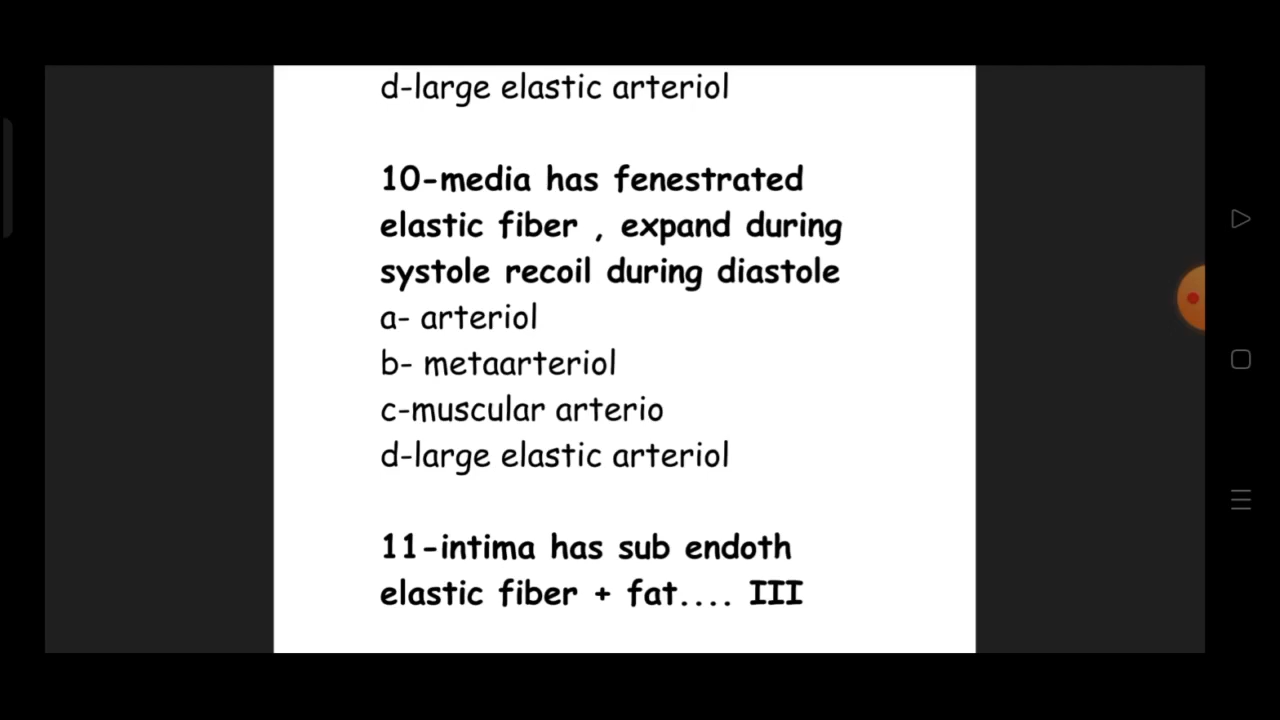 d-large elastic arteriol
10-media has fenestrated
elastic fiber , expand during
systole recoil during diastole
a- arteriol
b- metaarteriol
c-muscular arterio
d-large elastic arteriol
11-intima has sub endoth
elastic fiber + fat.... III